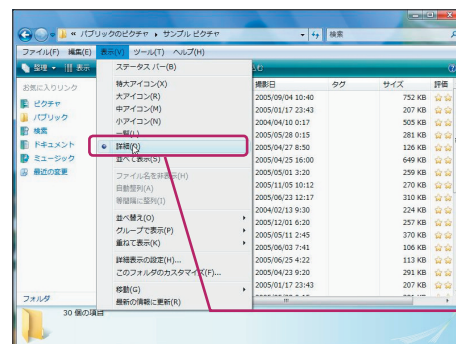 « パブリックのピクチャ ▸ サンプル ピクチャ
検索
ファイル(F) 編集(E) 表示(V) ツール(T) ヘルプ(H)
整理 表示
お気に入りリンク
ピクチャ
パブリック
検索
ドキュメント
ミュージック
最近の変更
フォルダ
ステータス バー(B)
特大アイコン(X)
大アイコン(R)
中アイコン(M)
小アイコン(N)
一覧(L)
詳細(D)
並べて表示(S)
ファイル名を非表示(H)
自動整列(A)
等間隔に整列(I)
並べ替え(O)
グループで表示(P)
重ねて表示(K)
詳細表示の設定(H)...
このフォルダのカスタマイズ(F)...
移動(G)
最新の情報に更新(R)
撮影日 タグ サイズ 評価
2005/09/04 10:40 752 KB
2005/01/17 23:43 207 KB
2004/04/10 0:17 505 KB
2005/05/28 0:15 281 KB
2005/04/27 8:50 126 KB
2005/04/25 16:00 649 KB
2005/05/01 3:20 259 KB
2005/11/05 10:12 270 KB
2005/06/23 12:17 310 KB
2004/02/13 9:30 224 KB
2005/12/01 6:20 257 KB
2005/05/11 2:45 370 KB
2005/06/03 7:41 106 KB
2005/06/25 4:22 113 KB
2005/04/23 9:20 291 KB
2005/01/17 23:43 207 KB
30 個の項目